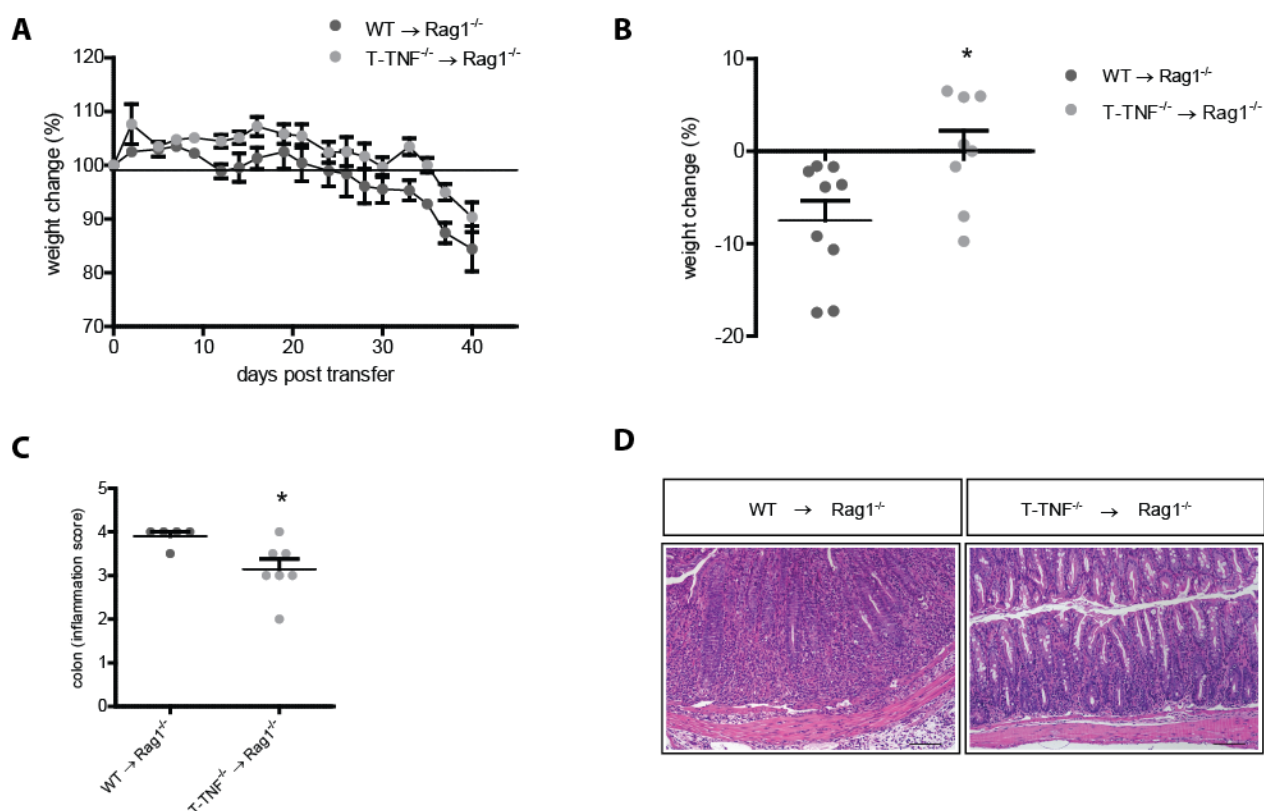 A
WT → Rag1⁻/⁻
T-TNF⁻/⁻ → Rag1⁻/⁻
120
110
100
90
80
70
weight change (%)
0
10
20
30
40
days post transfer
B
*
WT → Rag1⁻/⁻
T-TNF⁻/⁻ → Rag1⁻/⁻
10
0
-10
-20
weight change (%)
C
*
5
4
3
2
1
0
colon (inflammation score)
WT → Rag1⁻/⁻
T-TNF⁻/⁻ → Rag1⁻/⁻
D
WT → Rag1⁻/⁻
T-TNF⁻/⁻ → Rag1⁻/⁻